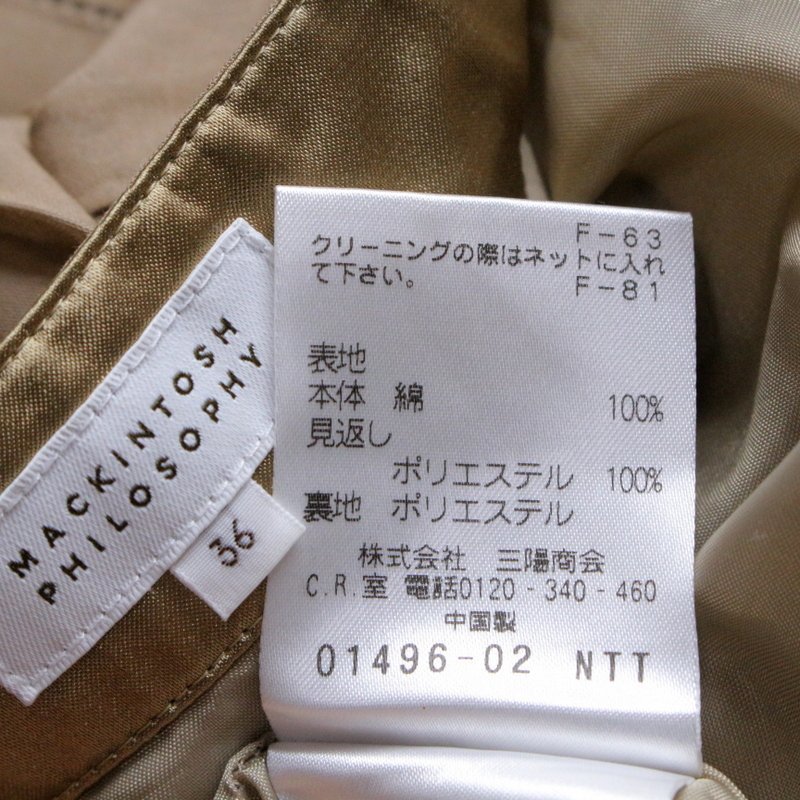 MACKINTOSH
PHILOSOPHY
36
F-63
クリーニングの際はネットに入れ
て下さい。 F-81
表地
本体 綿 100%
見返し
ポリエステル 100%
裏地 ポリエステル
株式会社 三陽商会
C.R.室 電話0120-340-460
中国製
01496-02 NTT